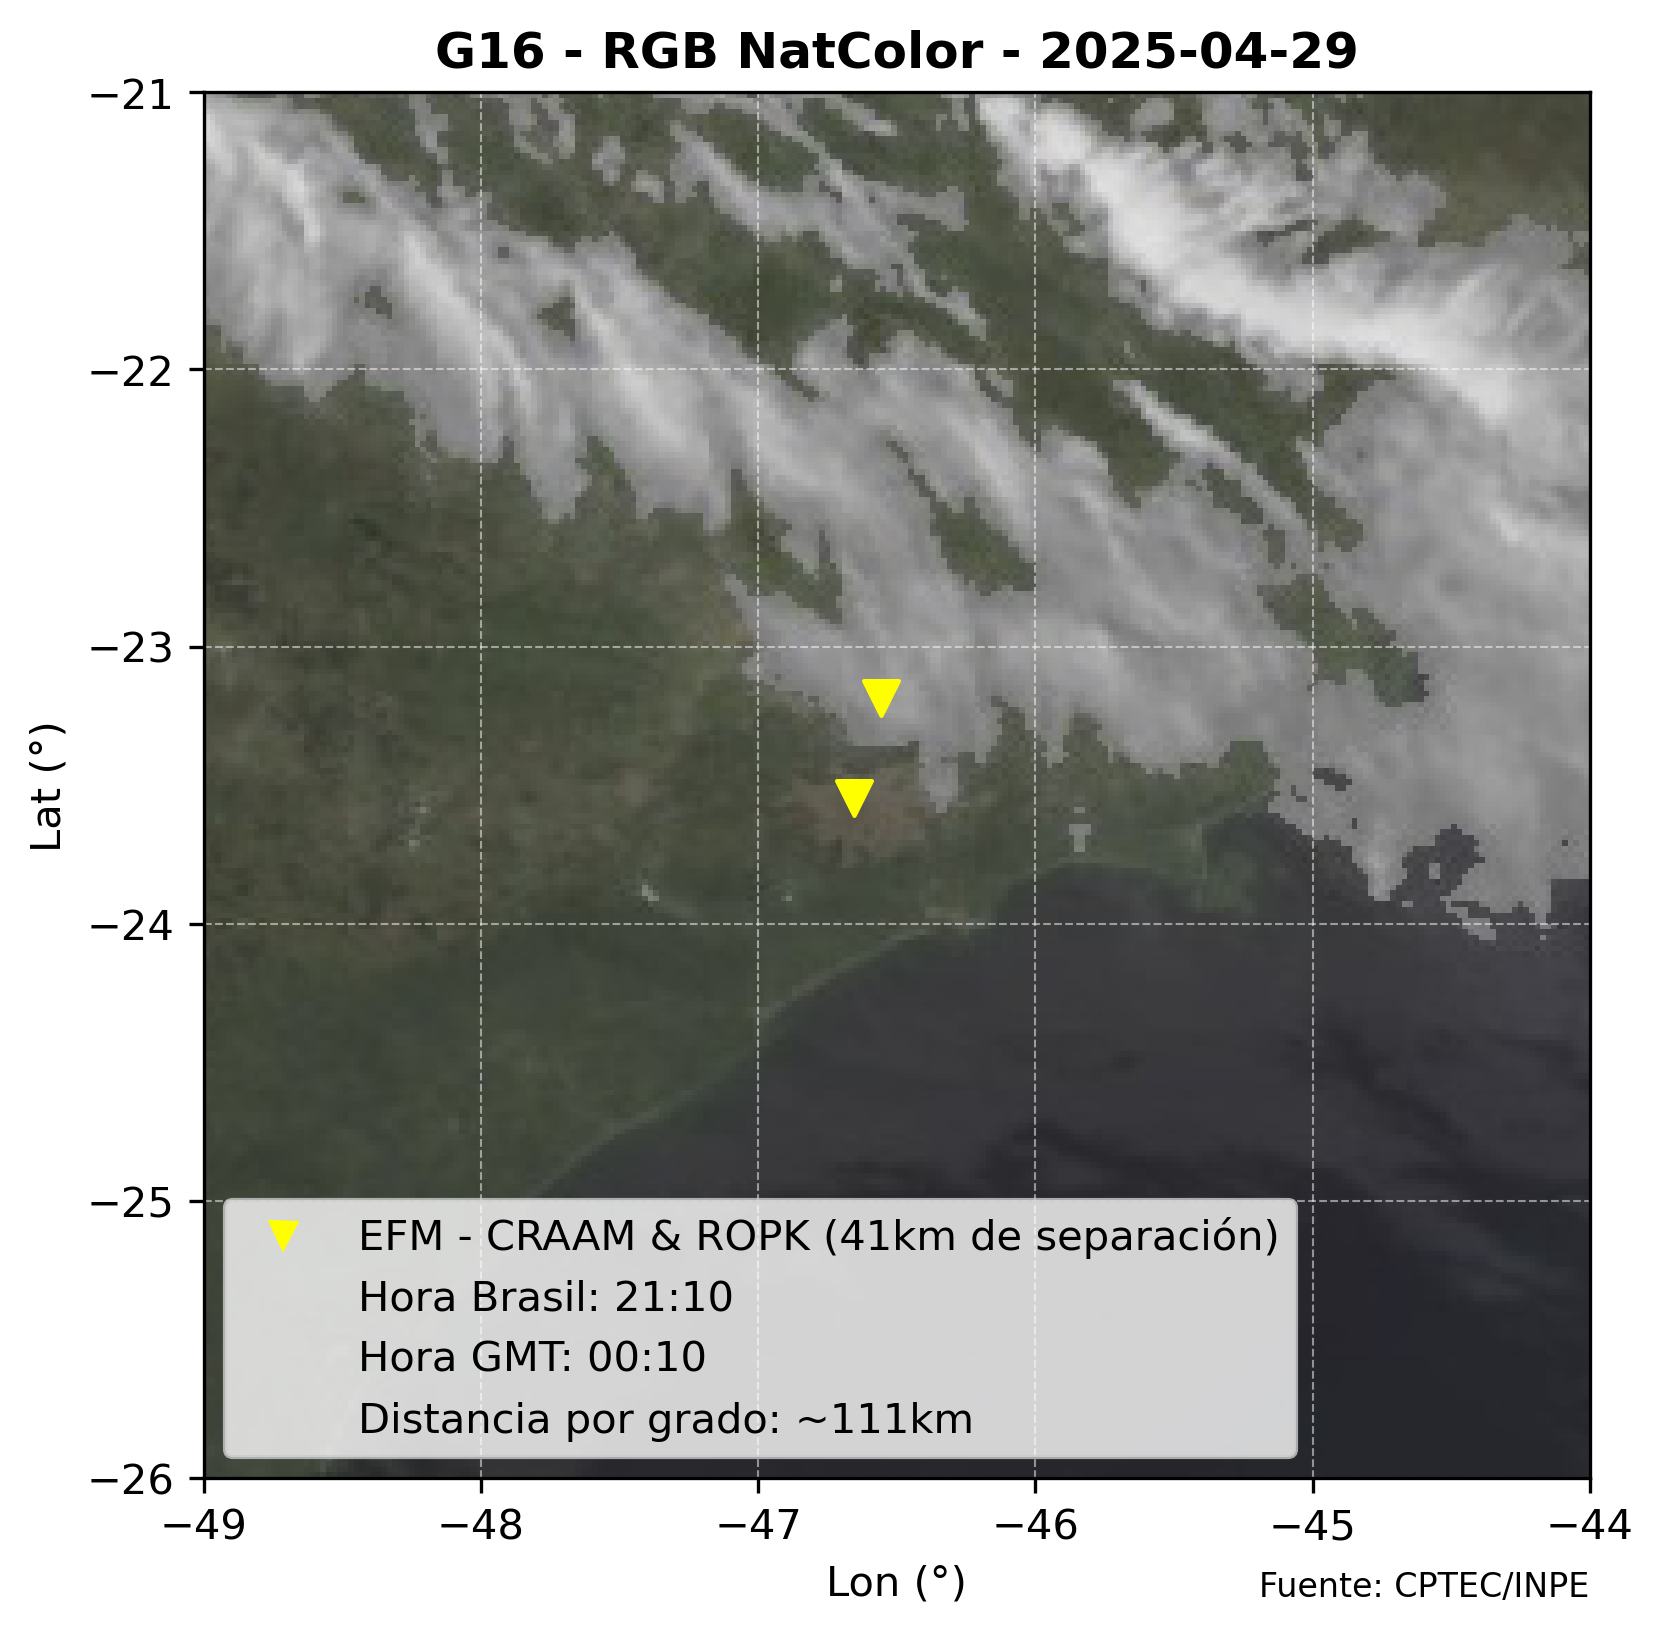 G16 - RGB NatColor - 2025-04-29
−21
−22
−23
−24
−25
−26
Lat (°)
EFM - CRAAM & ROPK (41km de separación)
Hora Brasil: 21:10
Hora GMT: 00:10
Distancia por grado: ~111km
−49 −48 −47 −46 −45 −44
Lon (°)
Fuente: CPTEC/INPE